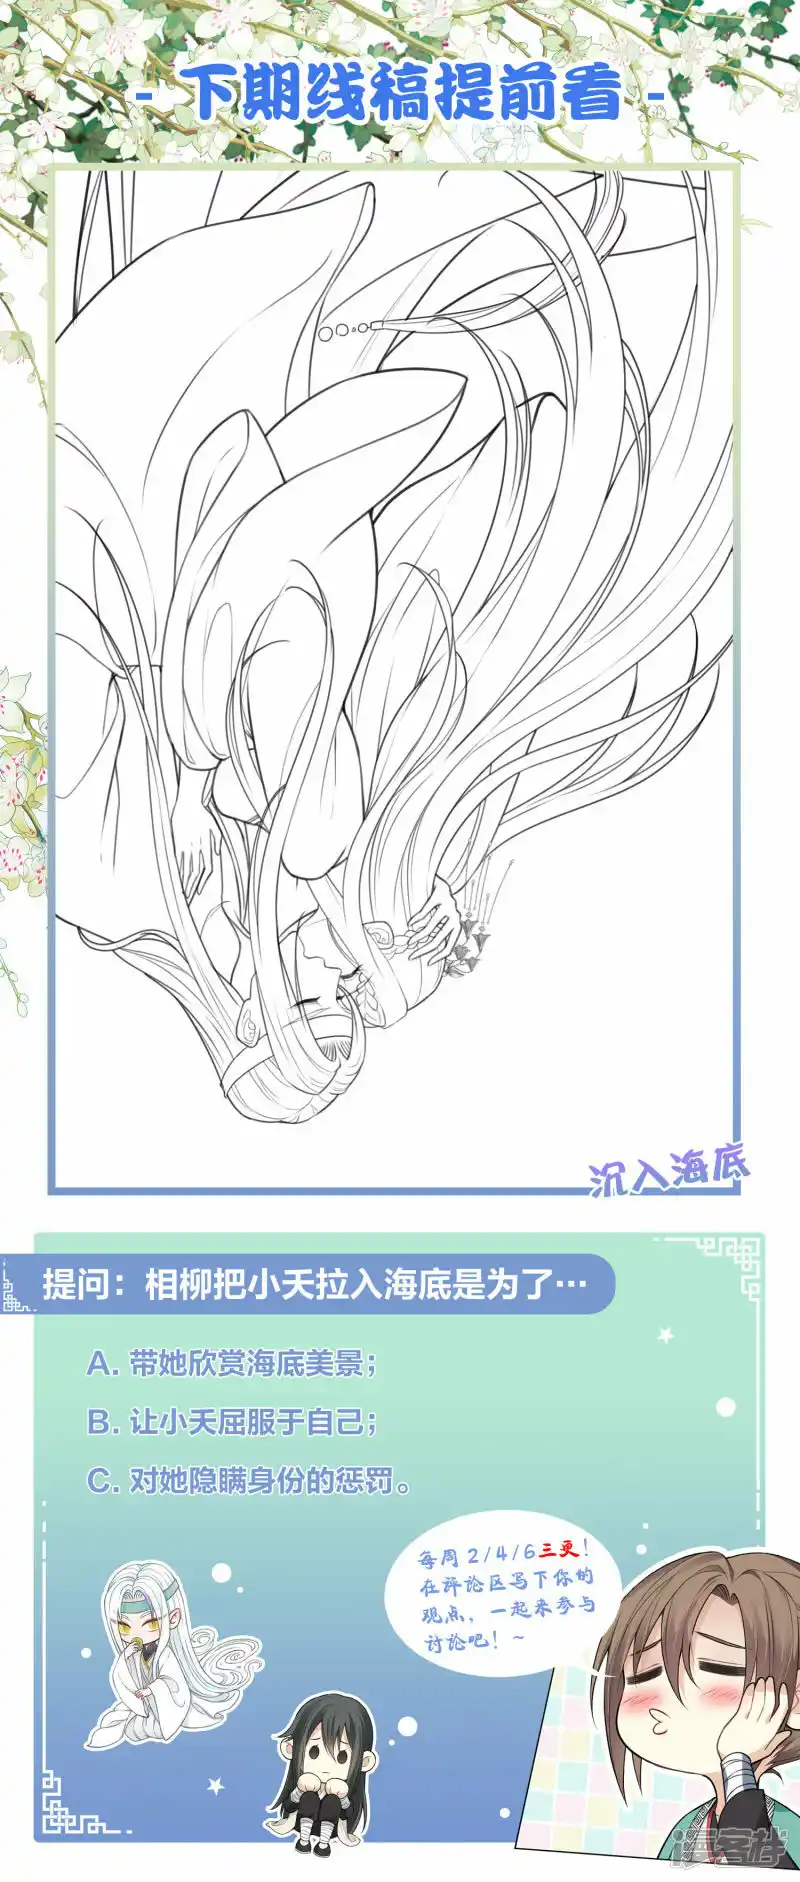 - 下期线稿提前看 -
沉入海底
提问：相柳把小夭拉入海底是为了…
A. 带她欣赏海底美景；
B. 让小夭屈服于自己；
C. 对她隐瞒身份的惩罚。
每周 2/4/6三更！
在评论区写下你的
观点，一起来参与
讨论吧！~
漫客栈